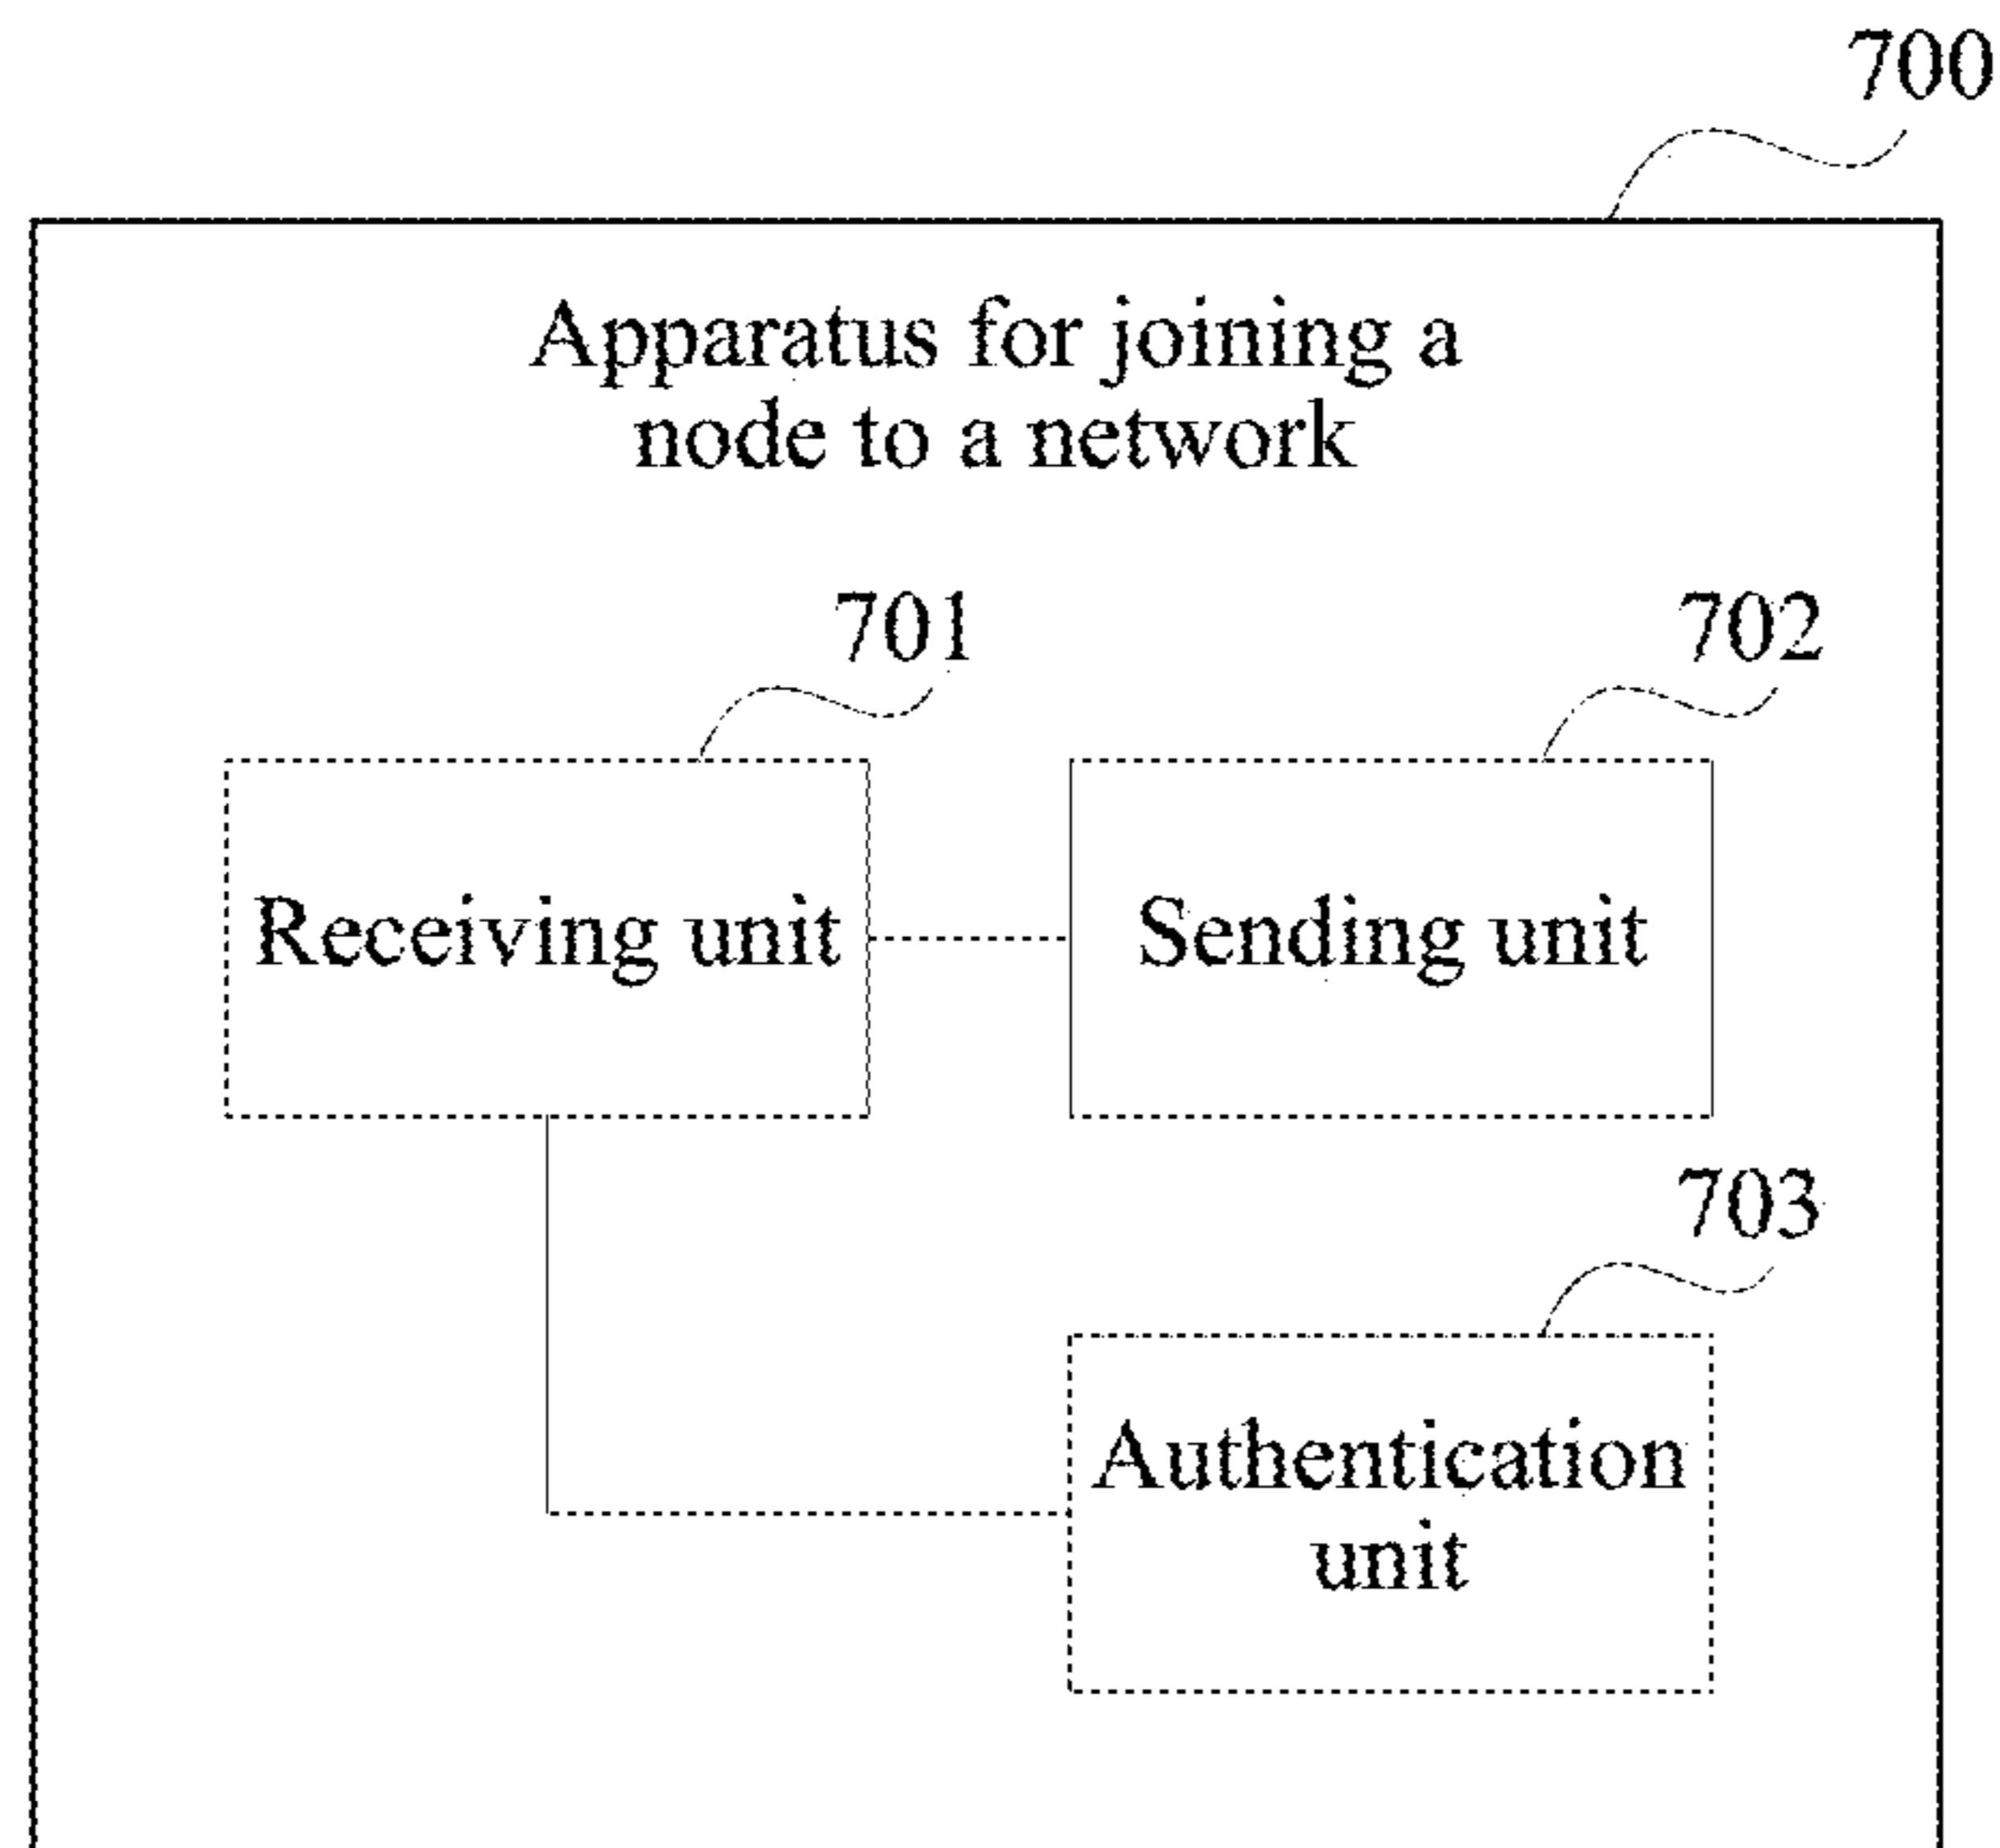 700
Apparatus for joining a
node to a network
701
702
Receiving unit
Sending unit
703
Authentication
unit